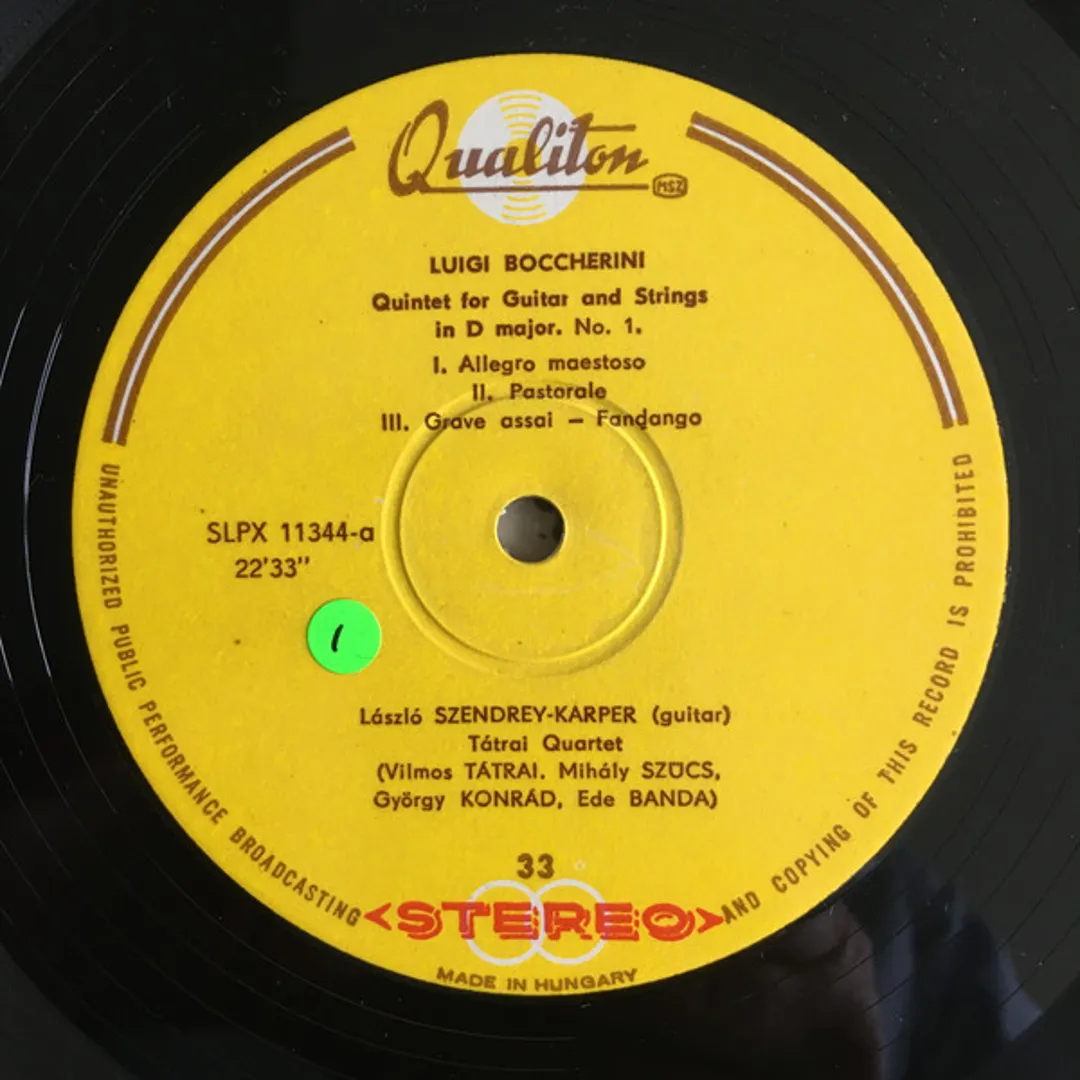 Qualiton
MSZ
LUIGI BOCCHERINI
Quintet for Guitar and Strings
in D major. No. 1.
I. Allegro maestoso
II. Pastorale
III. Grave assai — Fandango
SLPX 11344-a
22'33"
1
László SZENDREY-KARPER (guitar)
Tátrai Quartet
(Vilmos TÁTRAI. Mihály SZŰCS,
György KONRÁD, Ede BANDA)
33
STEREO
UNAUTHORIZED PUBLIC PERFORMANCE BROADCASTING AND COPYING OF THIS RECORD IS PROHIBITED
MADE IN HUNGARY